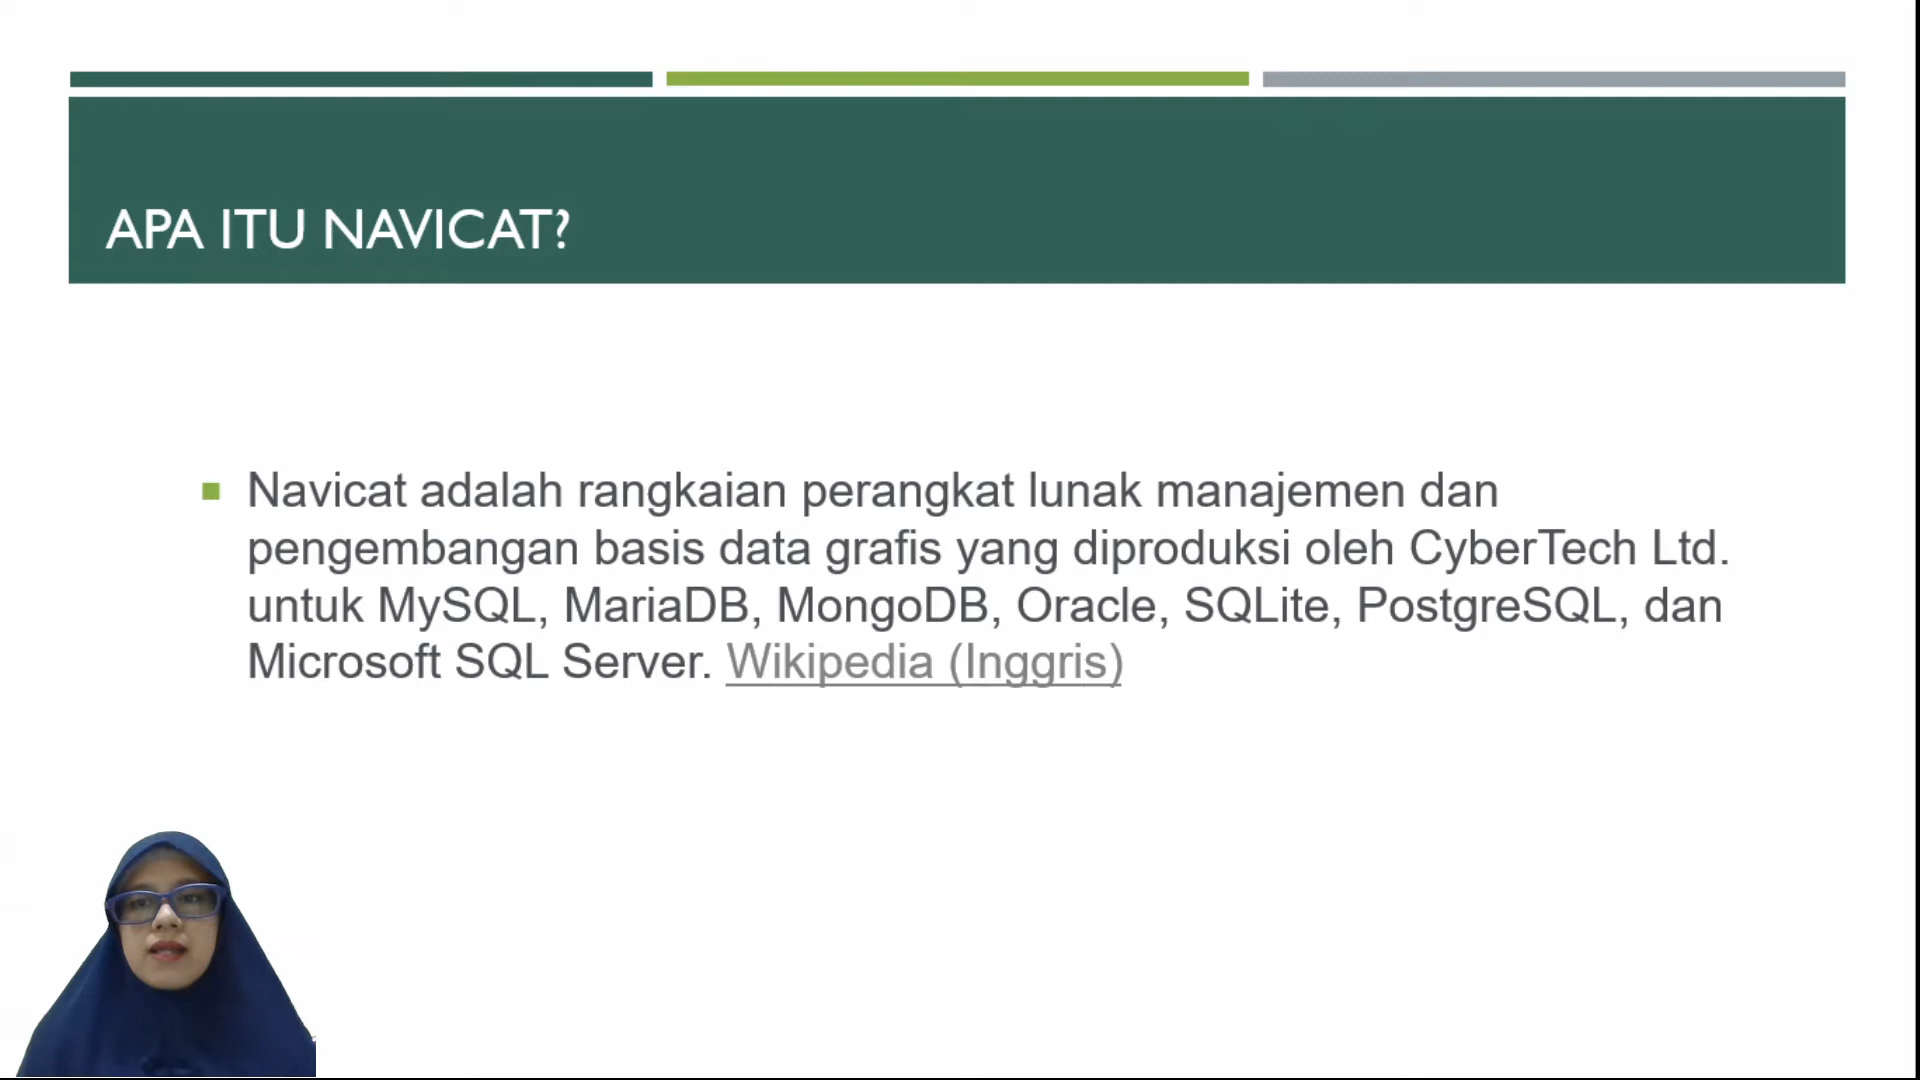 APA ITU NAVICAT?
Navicat adalah rangkaian perangkat lunak manajemen dan
pengembangan basis data grafis yang diproduksi oleh CyberTech Ltd.
untuk MySQL, MariaDB, MongoDB, Oracle, SQLite, PostgreSQL, dan
Microsoft SQL Server. Wikipedia (Inggris)